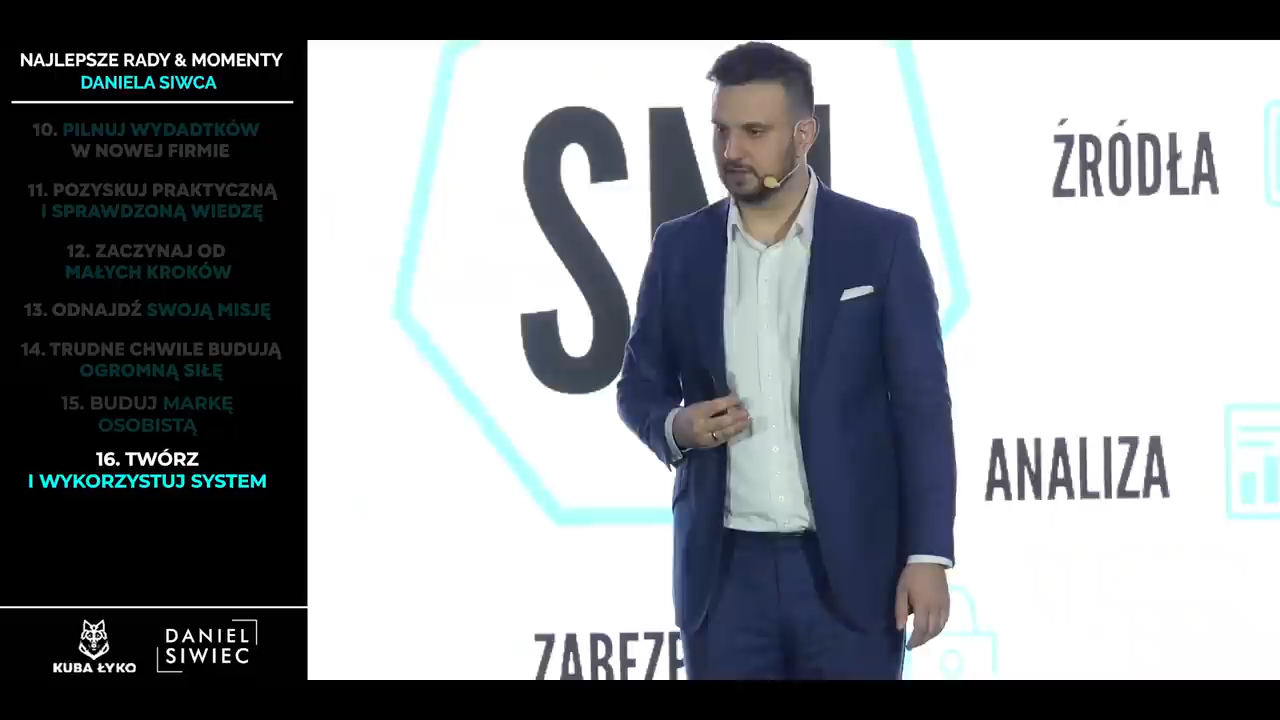 NAJLEPSZE RADY & MOMENTY
DANIELA SIWCA
10. PILNUJ WYDADTKÓW
W NOWEJ FIRMIE
11. POZYSKUJ PRAKTYCZNĄ
I SPRAWDZONĄ WIEDZĘ
12. ZACZYNAJ OD
MAŁYCH KROKÓW
13. ODNAJDŹ SWOJĄ MISJĘ
14. TRUDNE CHWILE BUDUJĄ
OGROMNĄ SIŁĘ
15. BUDUJ MARKĘ
OSOBISTĄ
16. TWÓRZ
I WYKORZYSTUJ SYSTEM
KUBA ŁYKO
DANIEL
SIWIEC
ŹRÓDŁA
ANALIZA